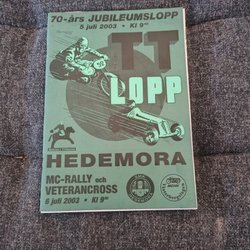 70-års JUBILEUMSLOPP
5 juli 2003 • Kl 9⁰⁰
TT
LOPP
HEDEMORA
MC-RALLY och
VETERANCROSS
6 juli 2003 • Kl 9⁰⁰